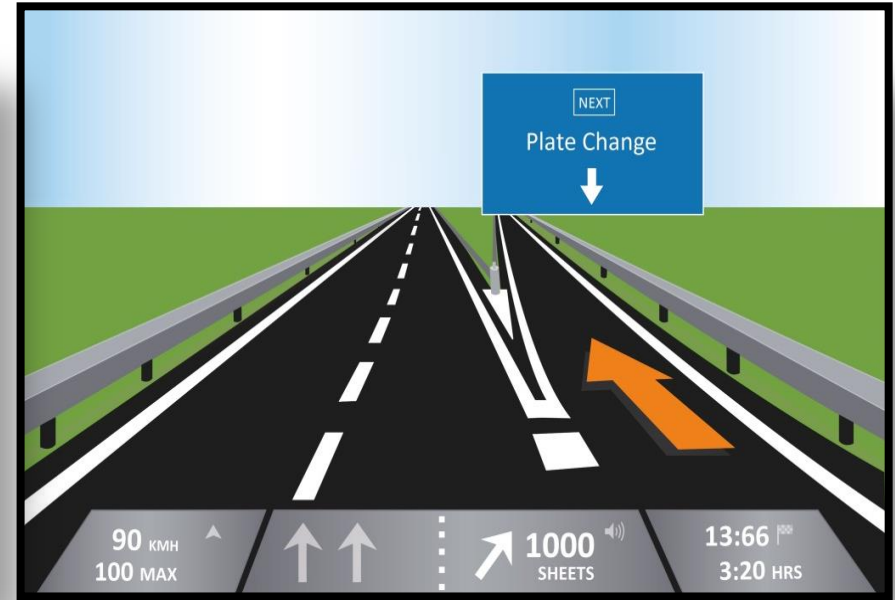 NEXT
Plate Change
90 KMH
100 MAX
1000
SHEETS
13:66
3:20 HRS